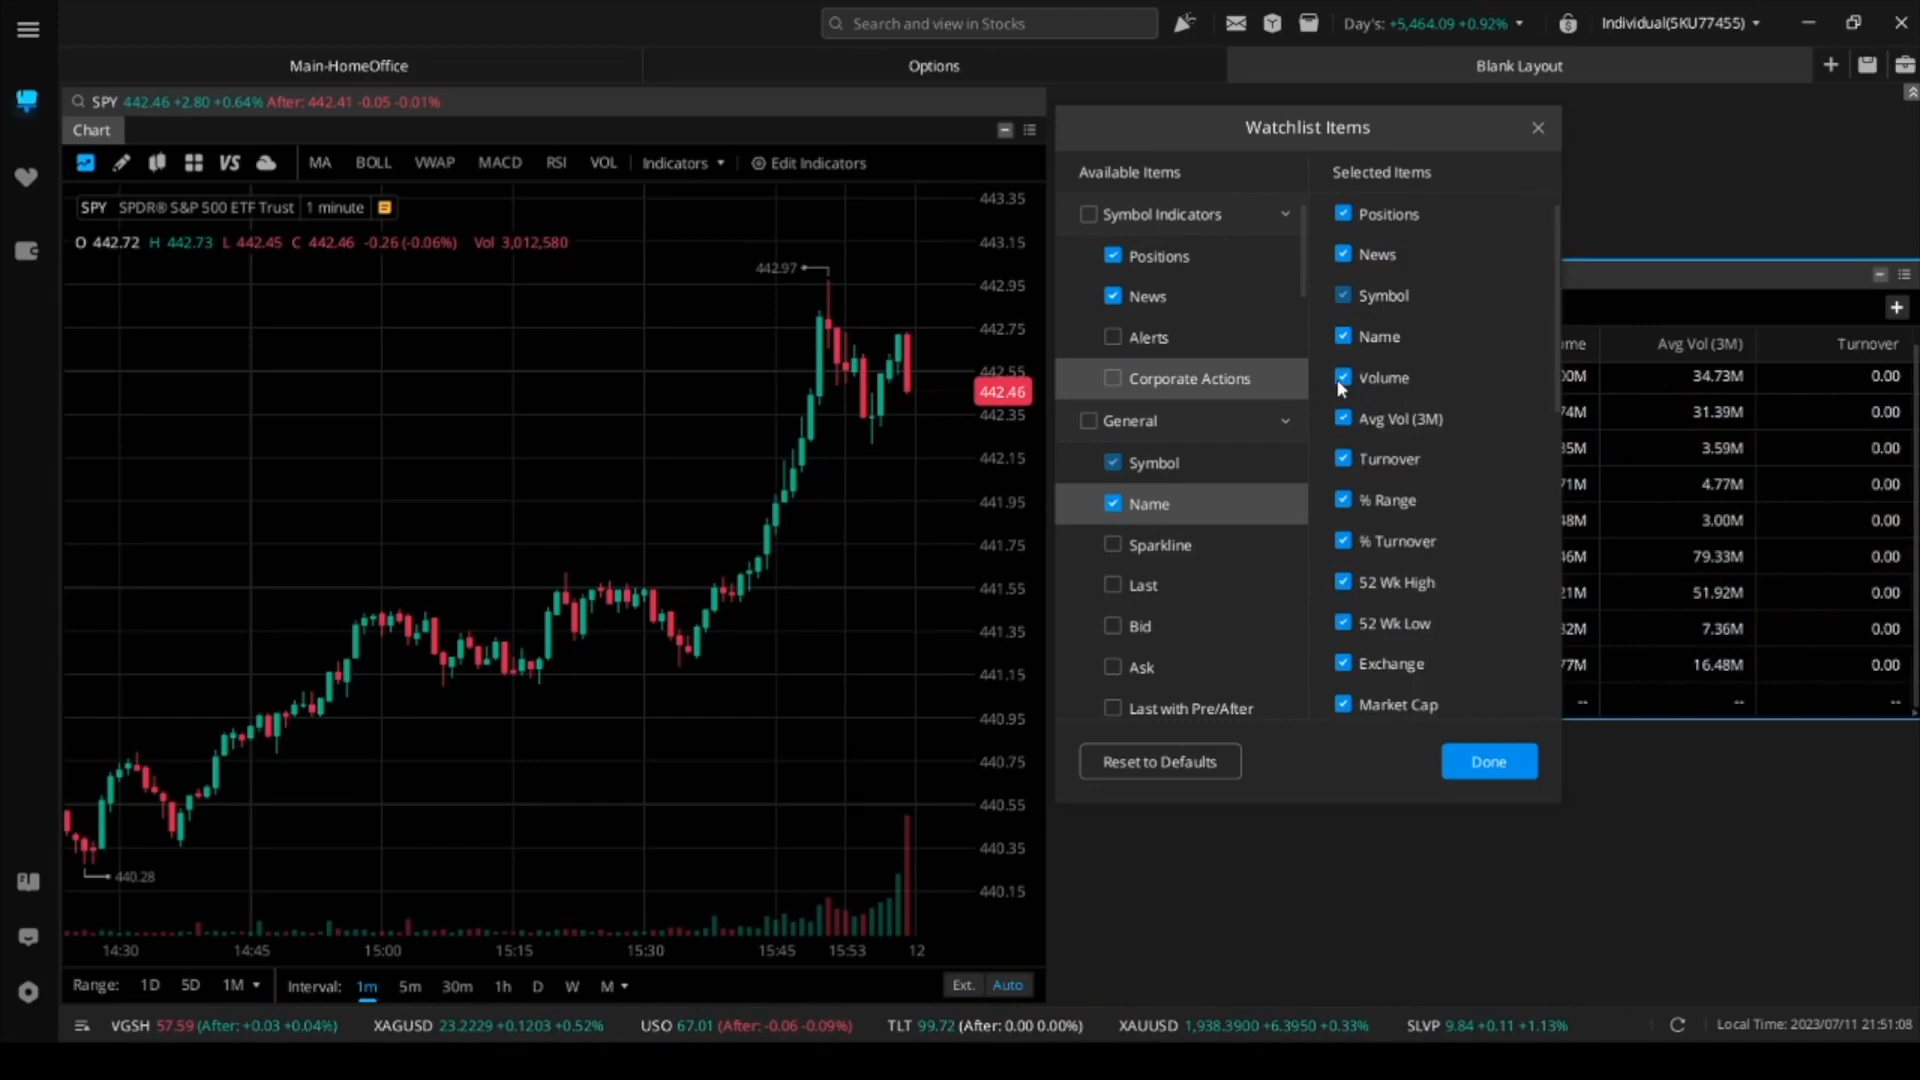 Search and view in Stocks
Day's: +5,464.09 +0.92%
Individual(5KU77455)
Main-HomeOffice
Options
Blank Layout
SPY 442.46 +2.80 +0.64% After: 442.41 -0.05 -0.01%
Chart
VS
MA BOLL VWAP MACD RSI VOL Indicators Edit Indicators
SPY SPDR® S&P 500 ETF Trust 1 minute
O 442.72 H 442.73 L 442.45 C 442.46 -0.26 (-0.06%) Vol 3,012,580
442.97
440.28
443.35
443.15
442.95
442.75
442.55
442.46
442.35
442.15
441.95
441.75
441.55
441.35
441.15
440.95
440.75
440.55
440.35
440.15
14:30 14:45 15:00 15:15 15:30 15:45 15:53 12
Range: 1D 5D 1M Interval: 1m 5m 30m 1h D W M Ext. Auto
Watchlist Items
Available Items
Symbol Indicators
Positions
News
Alerts
Corporate Actions
General
Symbol
Name
Sparkline
Last
Bid
Ask
Last with Pre/After
Selected Items
Positions
News
Symbol
Name
Volume
Avg Vol (3M)
Turnover
% Range
% Turnover
52 Wk High
52 Wk Low
Exchange
Market Cap
Reset to Defaults
Done
Avg Vol (3M) Turnover
34.73M 0.00
31.39M 0.00
3.59M 0.00
4.77M 0.00
3.00M 0.00
79.33M 0.00
51.92M 0.00
7.36M 0.00
16.48M 0.00
-- -- --
VGSH 57.59 (After: +0.03 +0.04%) XAGUSD 23.2229 +0.1203 +0.52% USO 67.01 (After: -0.06 -0.09%) TLT 99.72 (After: 0.00 0.00%) XAUUSD 1,938.3900 +6.3950 +0.33% SLVP 9.84 +0.11 +1.13% Local Time: 2023/07/11 21:51:08